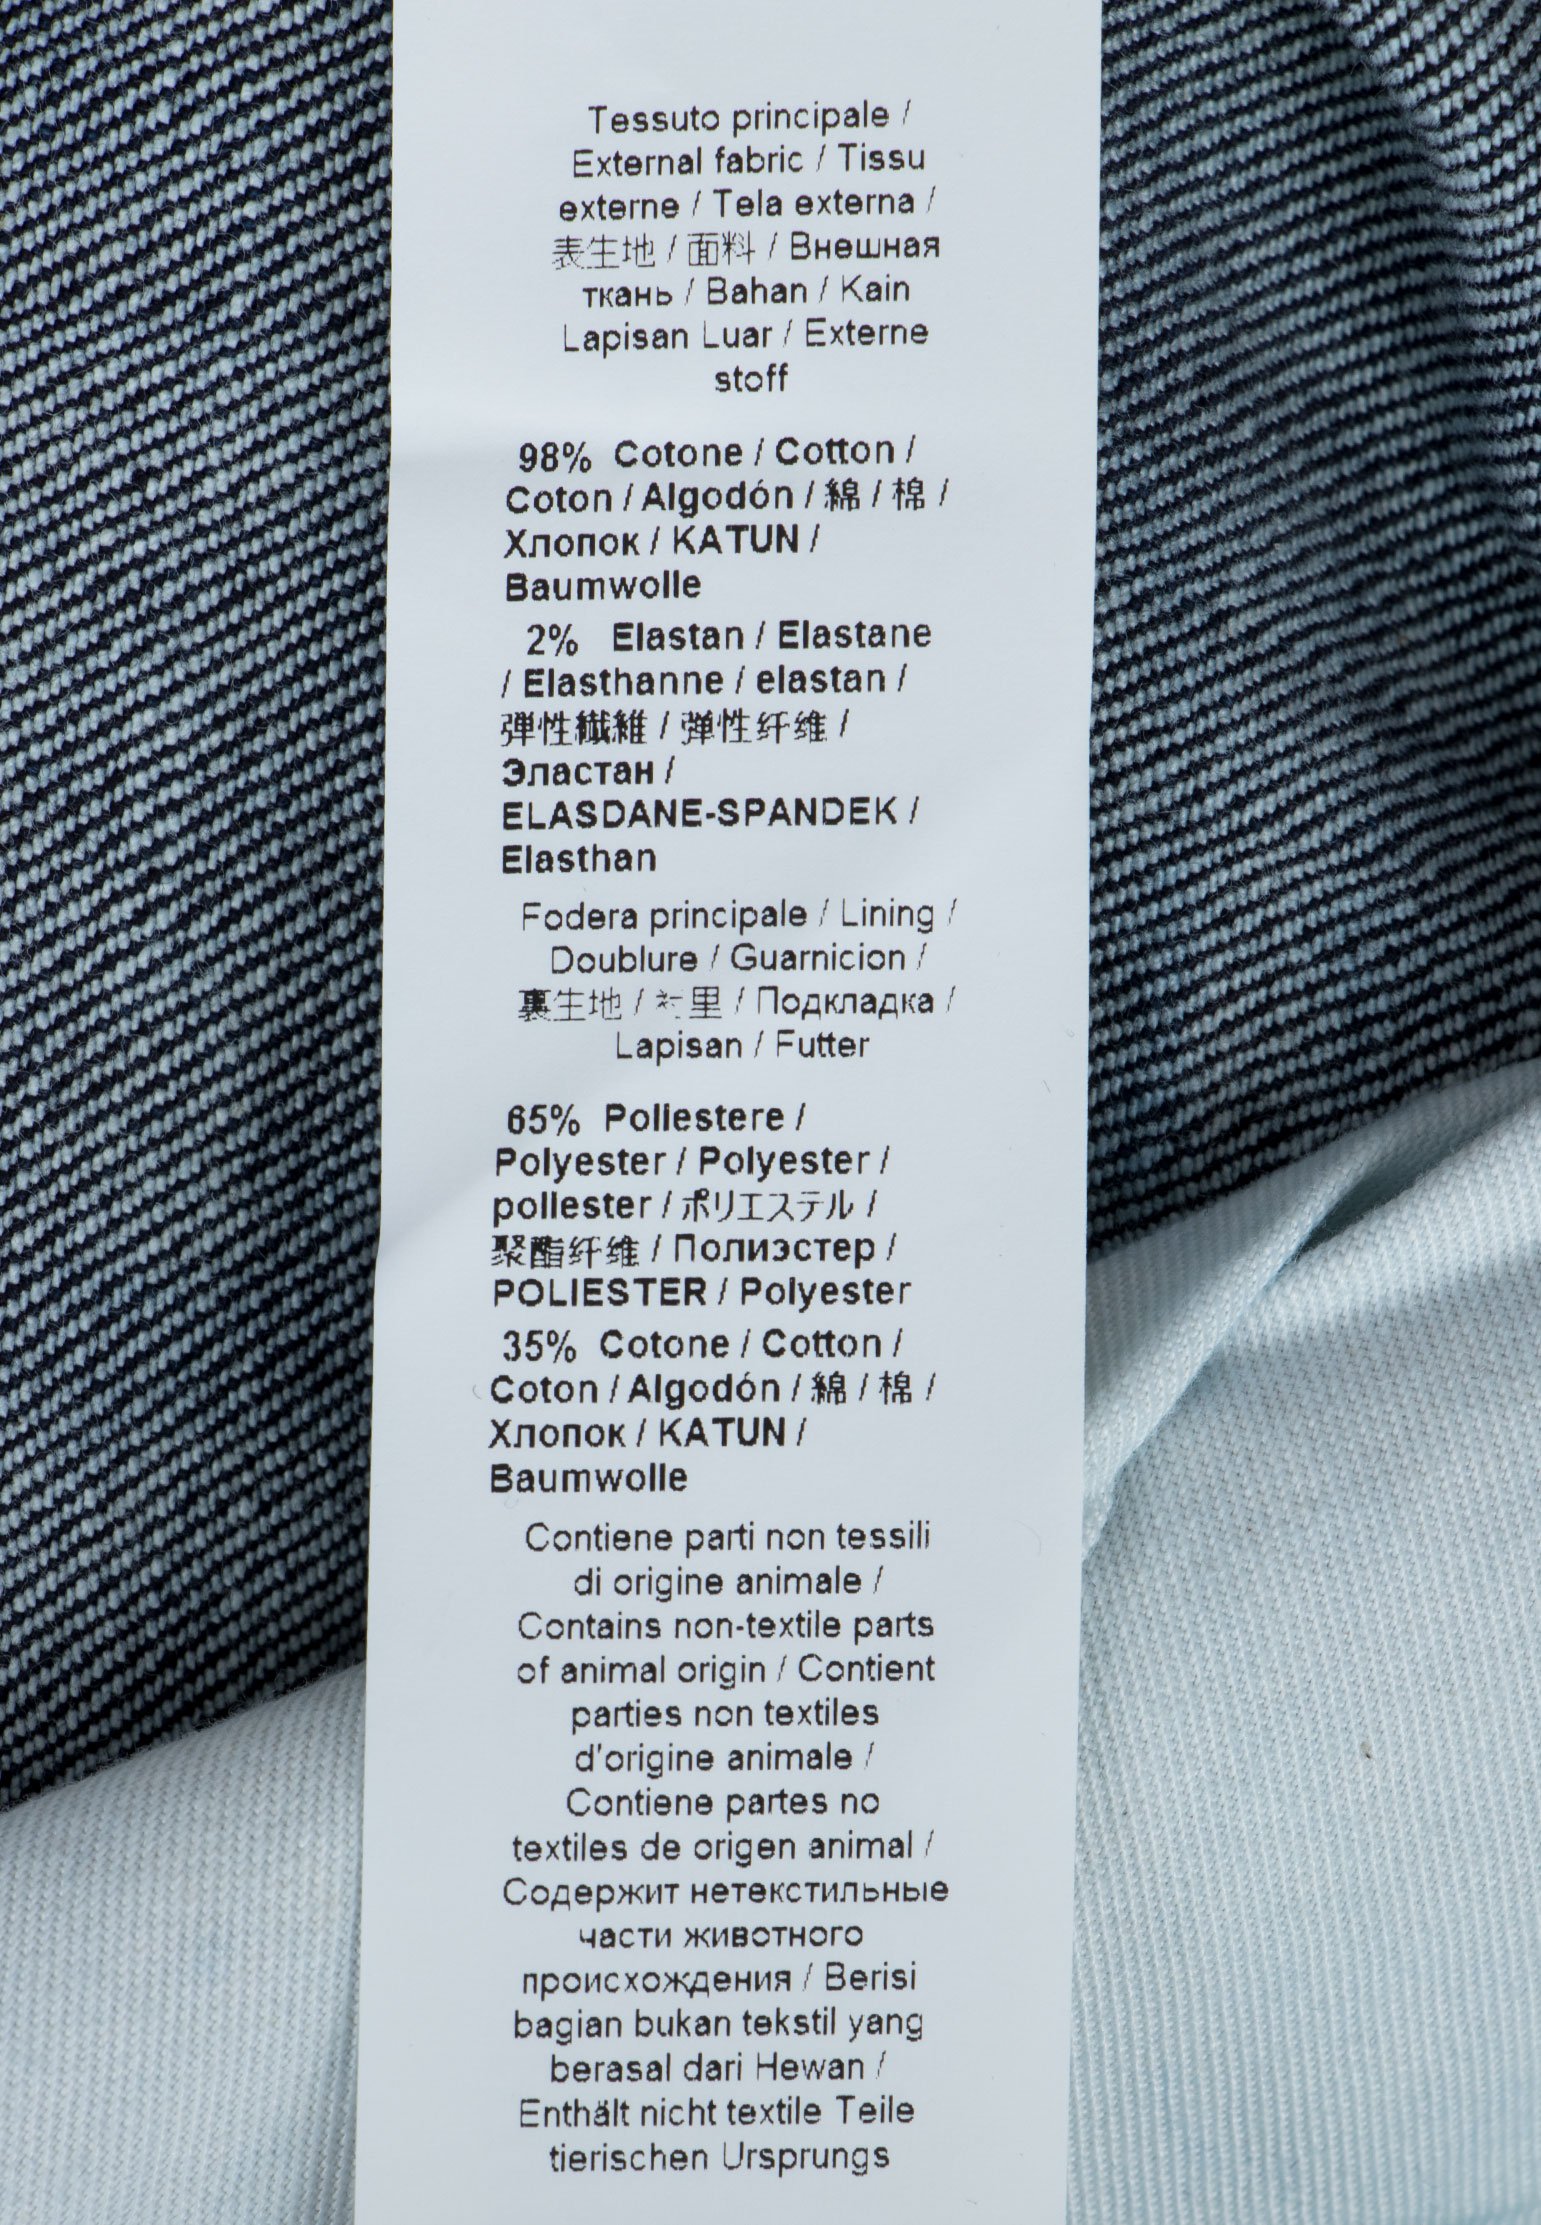 Tessuto principale /
External fabric / Tissu
externe / Tela externa /
表生地 / 面料 / Внешная
ткань / Bahan / Kain
Lapisan Luar / Externe
stoff
98% Cotone / Cotton /
Coton / Algodón / 綿 / 棉 /
Хлопок / KATUN /
Baumwolle
2% Elastan / Elastane
/ Elasthanne / elastan /
弾性繊維 / 弹性纤维 /
Эластан /
ELASDANE-SPANDEK /
Elasthan
Fodera principale / Lining /
Doublure / Guarnicion /
裏生地 / 衬里 / Подкладка /
Lapisan / Futter
65% Poliestere /
Polyester / Polyester /
poliester / ポリエステル /
聚酯纤维 / Полиэстер /
POLIESTER / Polyester
35% Cotone / Cotton /
Coton / Algodón / 綿 / 棉 /
Хлопок / KATUN /
Baumwolle
Contiene parti non tessili
di origine animale /
Contains non-textile parts
of animal origin / Contient
parties non textiles
d'origine animale /
Contiene partes no
textiles de origen animal /
Содержит нетекстильные
части животного
происхождения / Berisi
bagian bukan tekstil yang
berasal dari Hewan /
Enthält nicht textile Teile
tierischen Ursprungs